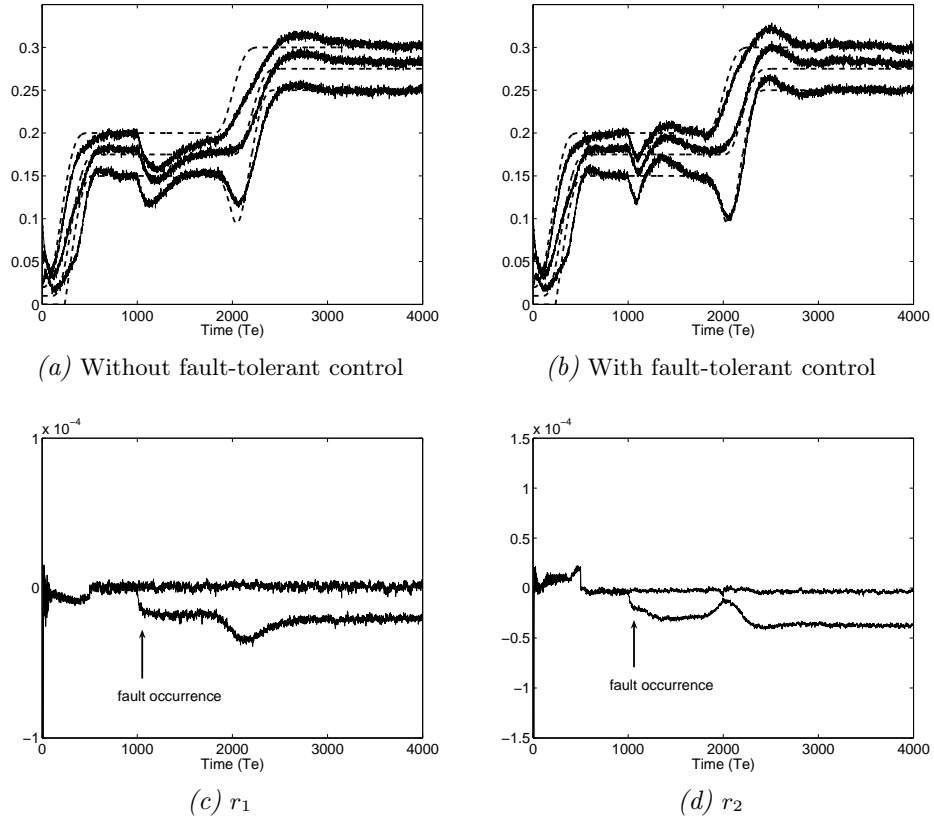 0.3
0.25
0.2
0.15
0.1
0.05
0
0 1000 2000 3000 4000
Time (Te)
(a) Without fault-tolerant control
0.3
0.25
0.2
0.15
0.1
0.05
0
0 1000 2000 3000 4000
Time (Te)
(b) With fault-tolerant control
x 10⁻⁴
1
0
−1
fault occurrence
0 1000 2000 3000 4000
Time (Te)
(c) r₁
x 10⁻⁴
1.5
1
0.5
0
−0.5
−1
−1.5
fault occurrence
0 1000 2000 3000 4000
Time (Te)
(d) r₂